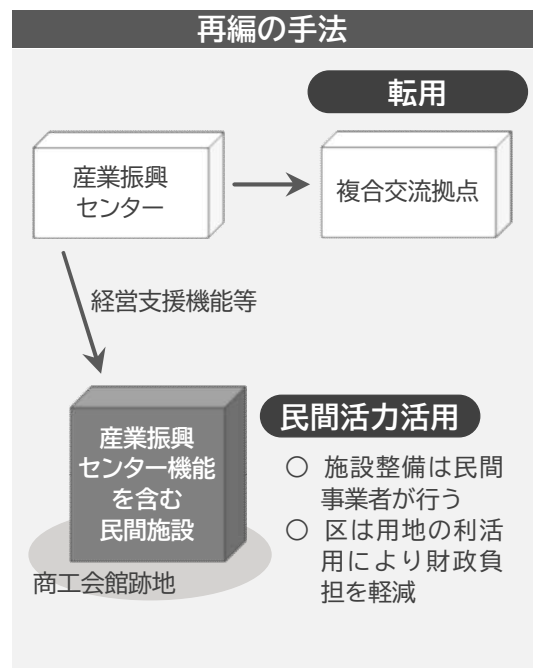 再編の手法
転用
産業振興
センター
複合交流拠点
経営支援機能等
産業振興
センター機能
を含む
民間施設
商工会館跡地
民間活力活用
○ 施設整備は民間
事業者が行う
○ 区は用地の利活
用により財政負
担を軽減